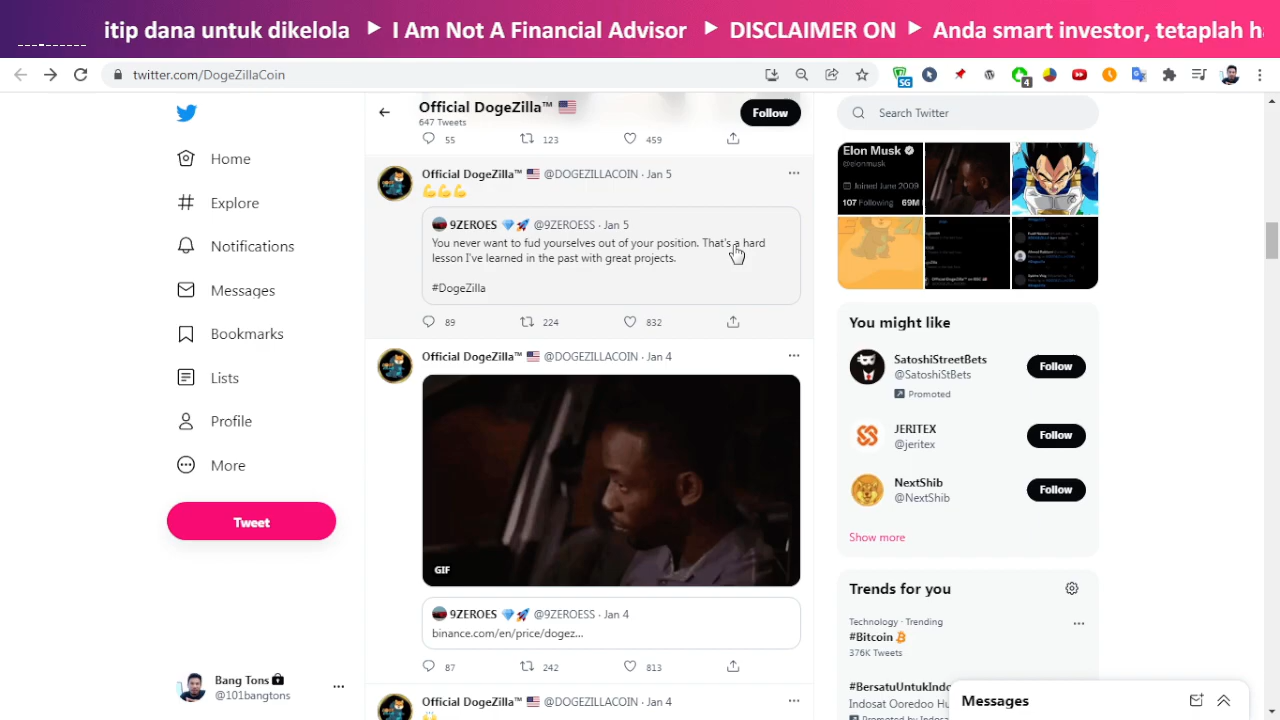 itip dana untuk dikelola ▶ I Am Not A Financial Advisor ▶ DISCLAIMER ON ▶ Anda smart investor, tetaplah ha
twitter.com/DogeZillaCoin
SG
4
Home
Explore
Notifications
Messages
Bookmarks
Lists
Profile
More
Tweet
Bang Tons
@101bangtons
Official DogeZilla™ 🇺🇸
647 Tweets
Follow
55 123 459
Official DogeZilla™ 🇺🇸 @DOGEZILLACOIN · Jan 5
💪💪💪
9ZEROES 💎🚀 @9ZEROESS · Jan 5
You never want to fud yourselves out of your position. That's a hard
lesson I've learned in the past with great projects.
#DogeZilla
89 224 832
Official DogeZilla™ 🇺🇸 @DOGEZILLACOIN · Jan 4
GIF
9ZEROES 💎🚀 @9ZEROESS · Jan 4
binance.com/en/price/dogez...
87 242 813
Official DogeZilla™ 🇺🇸 @DOGEZILLACOIN · Jan 4
Search Twitter
Elon Musk
@elonmusk
Joined June 2009
107 Following 69M
You might like
SatoshiStreetBets
@SatoshiStBets
Promoted
Follow
JERITEX
@jeritex
Follow
NextShib
@NextShib
Follow
Show more
Trends for you
Technology · Trending
#Bitcoin
376K Tweets
#BersatuUntukIndo
Indosat Ooredoo Hu
Promoted by Indosat
Messages